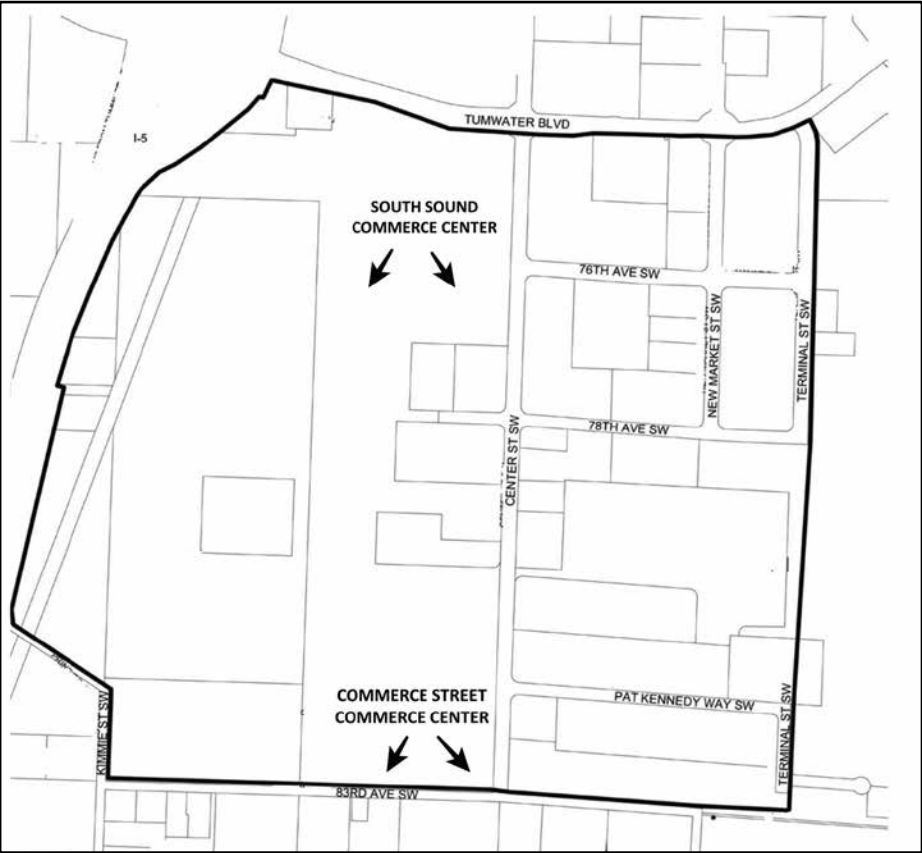 TUMWATER BLVD
I-5
SOUTH SOUND
COMMERCE CENTER
76TH AVE SW
NEW MARKET ST SW
TERMINAL ST SW
78TH AVE SW
CENTER ST SW
COMMERCE STREET
COMMERCE CENTER
PAT KENNEDY WAY SW
KIMMIE ST SW
TERMINAL ST SW
83RD AVE SW